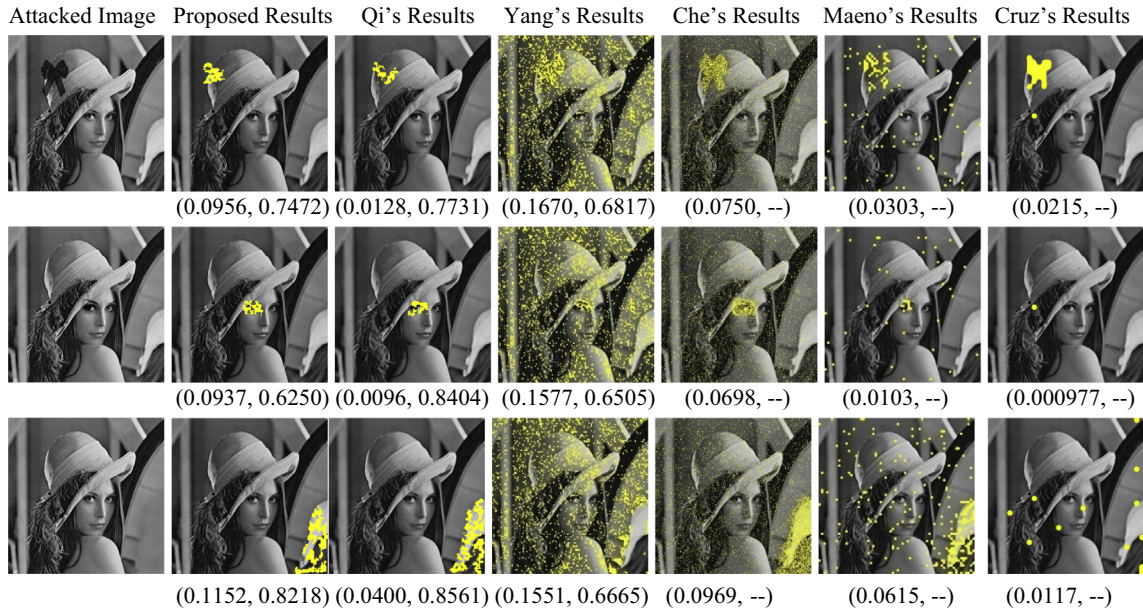 Attacked Image Proposed Results Qi's Results Yang's Results Che's Results Maeno's Results Cruz's Results
(0.0956, 0.7472) (0.0128, 0.7731) (0.1670, 0.6817) (0.0750, --) (0.0303, --) (0.0215, --)
(0.0937, 0.6250) (0.0096, 0.8404) (0.1577, 0.6505) (0.0698, --) (0.0103, --) (0.000977, --)
(0.1152, 0.8218) (0.0400, 0.8561) (0.1551, 0.6665) (0.0969, --) (0.0615, --) (0.0117, --)